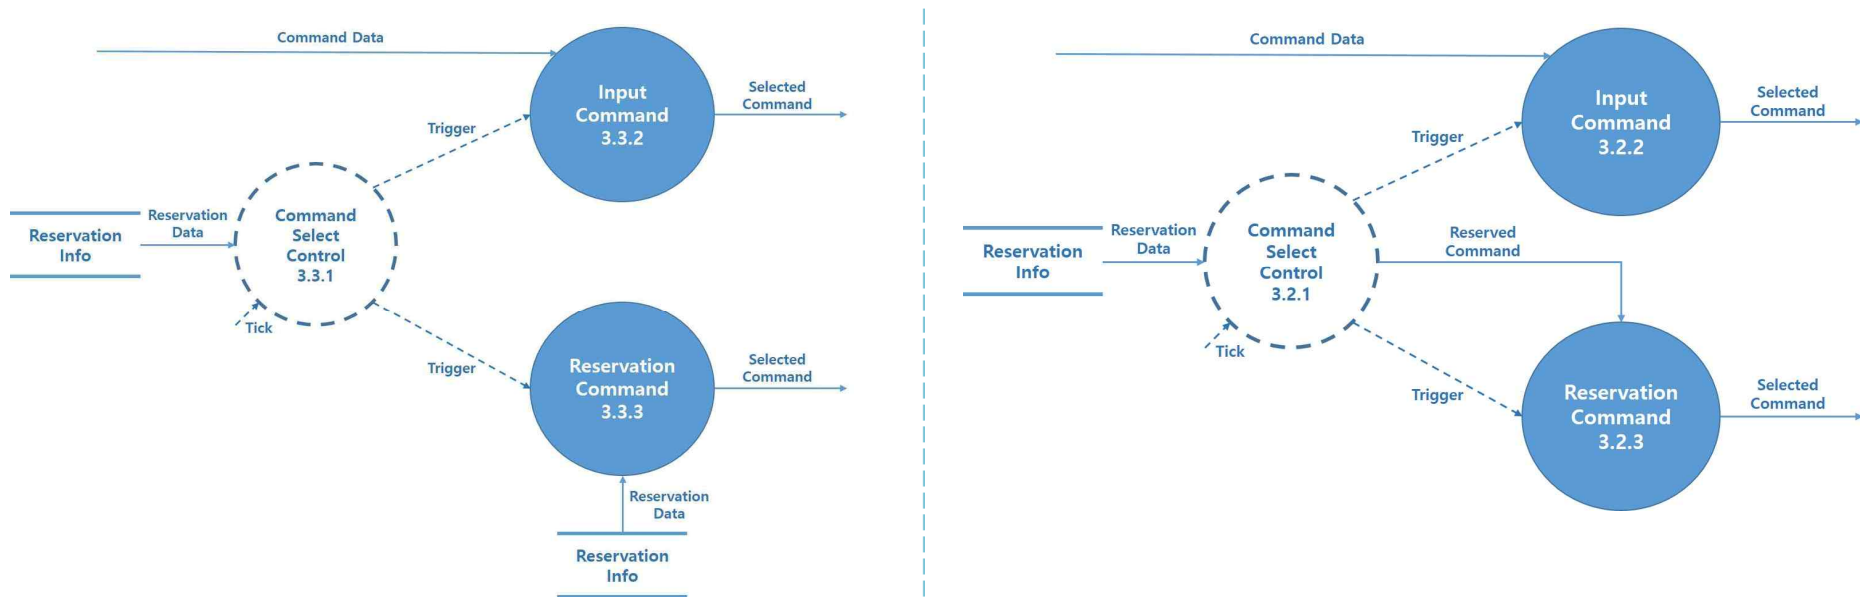 Command Data
Input
Command
3.3.2
Selected
Command
Trigger
Reservation
Data
Reservation
Info
Command
Select
Control
3.3.1
Tick
Trigger
Reservation
Command
3.3.3
Selected
Command
Reservation
Data
Reservation
Info
Command Data
Input
Command
3.2.2
Selected
Command
Trigger
Reservation
Data
Reservation
Info
Command
Select
Control
3.2.1
Reserved
Command
Tick
Trigger
Reservation
Command
3.2.3
Selected
Command